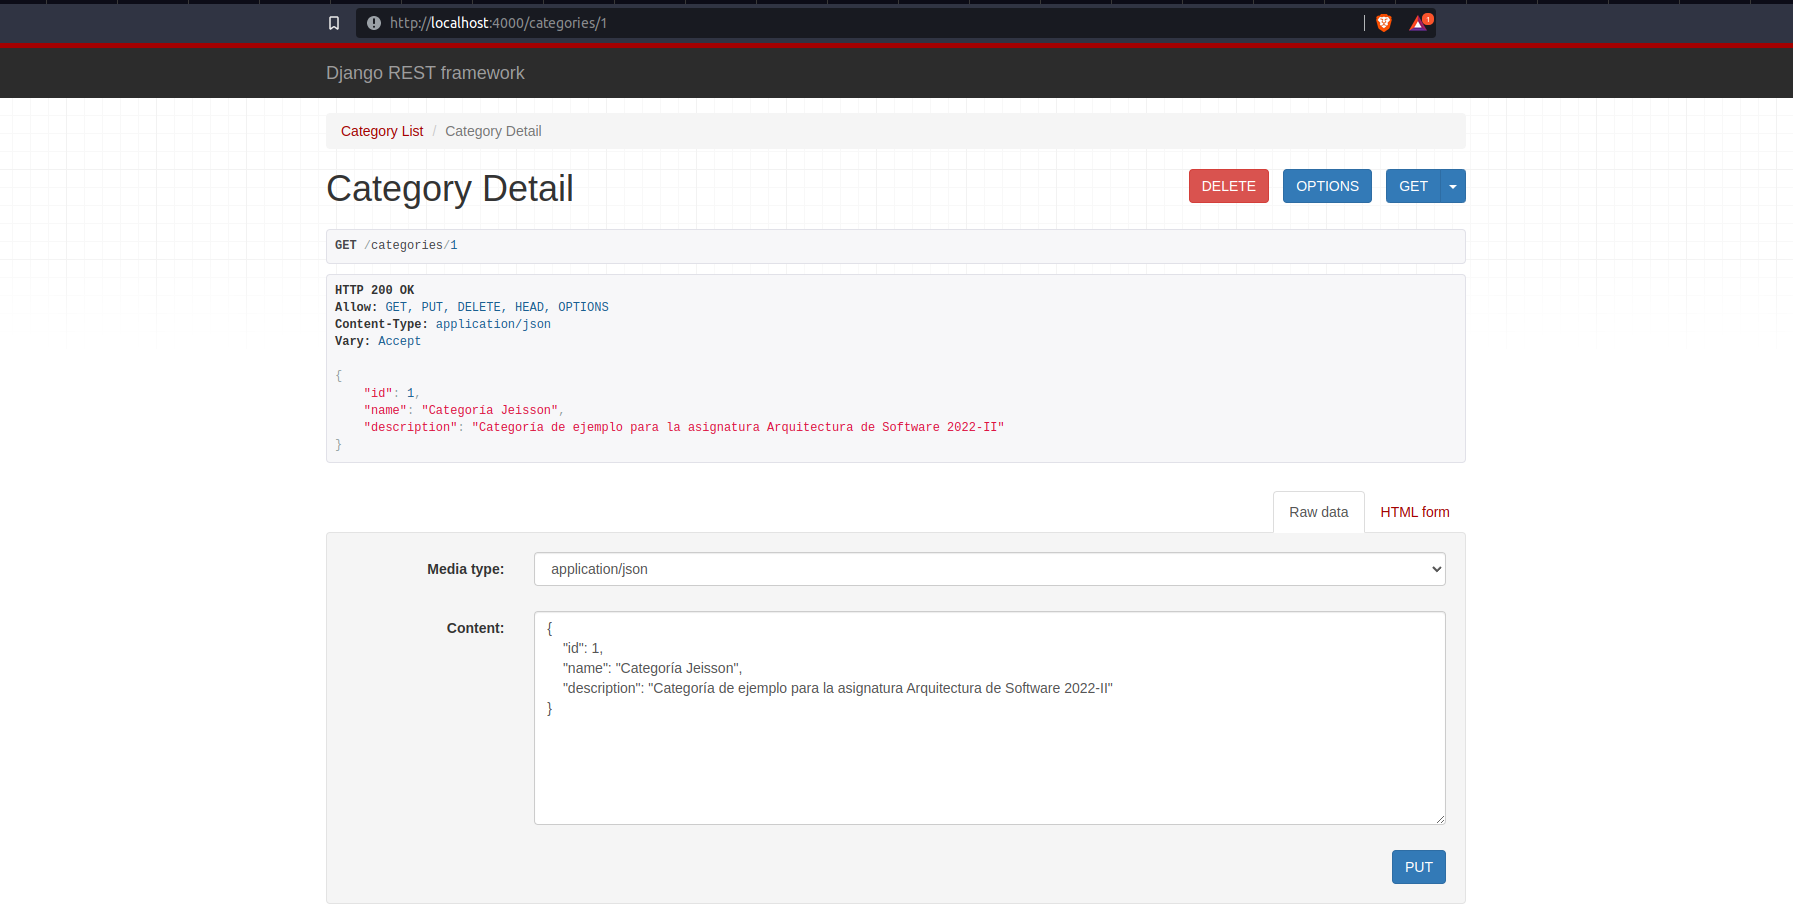 http://localhost:4000/categories/1
1
Django REST framework
Category List / Category Detail
Category Detail
DELETE
OPTIONS
GET
GET /categories/1
HTTP 200 OK
Allow: GET, PUT, DELETE, HEAD, OPTIONS
Content-Type: application/json
Vary: Accept
{
"id": 1,
"name": "Categoría Jeisson",
"description": "Categoría de ejemplo para la asignatura Arquitectura de Software 2022-II"
}
Raw data
HTML form
Media type:
application/json
Content:
{
"id": 1,
"name": "Categoría Jeisson",
"description": "Categoría de ejemplo para la asignatura Arquitectura de Software 2022-II"
}
PUT